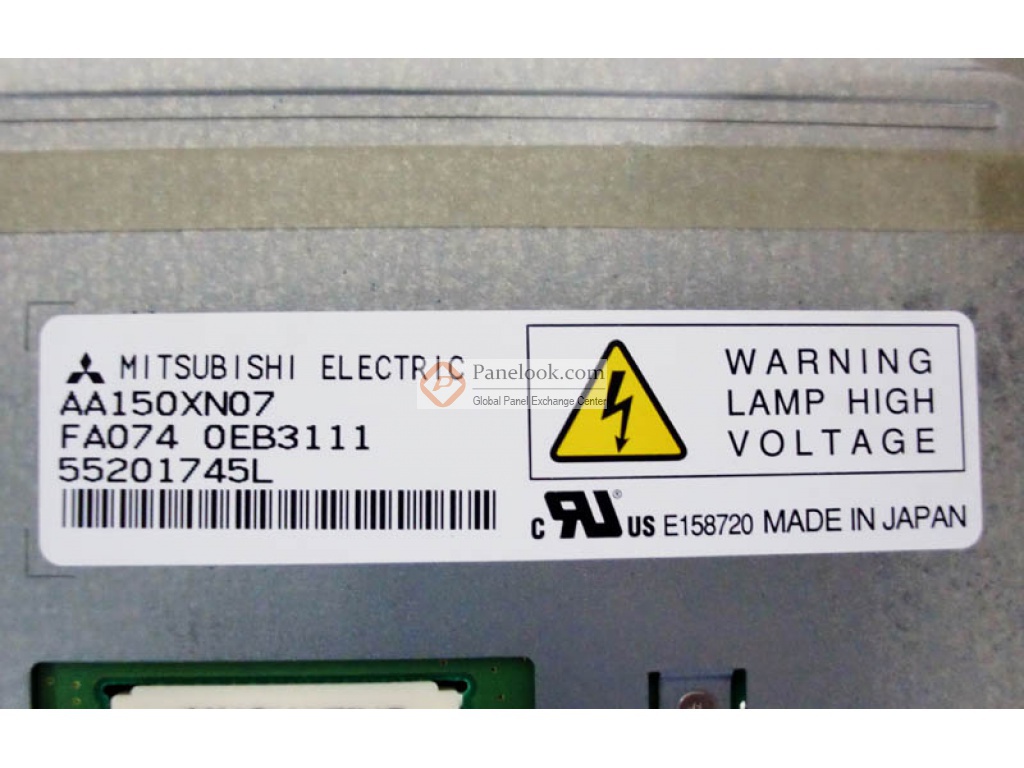 MITSUBISHI ELECTRIC
AA150XN07
FA074 0EB3111
55201745L
WARNING
LAMP HIGH
VOLTAGE
c US E158720 MADE IN JAPAN
Panelook.com
Global Panel Exchange Center